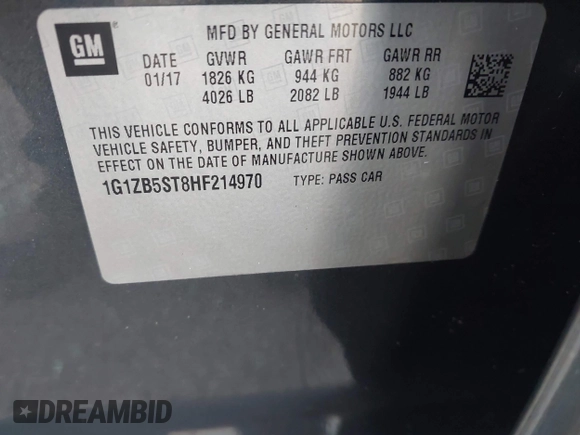 GM
MFD BY GENERAL MOTORS LLC
DATE GVWR GAWR FRT GAWR RR
01/17 1826 KG 944 KG 882 KG
4026 LB 2082 LB 1944 LB
THIS VEHICLE CONFORMS TO ALL APPLICABLE U.S. FEDERAL MOTOR
VEHICLE SAFETY, BUMPER, AND THEFT PREVENTION STANDARDS IN
EFFECT ON THE DATE OF MANUFACTURE SHOWN ABOVE.
1G1ZB5ST8HF214970 TYPE: PASS CAR
DREAMBID